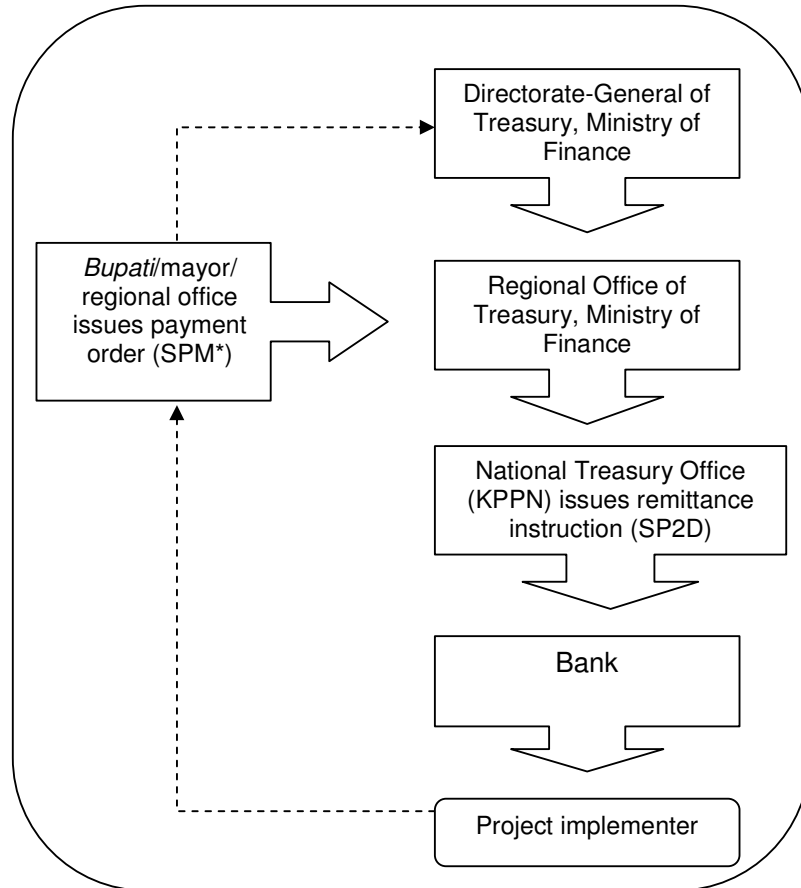 Directorate-General of
Treasury, Ministry of
Finance
Bupati/mayor/
regional office
issues payment
order (SPM*)
Regional Office of
Treasury, Ministry of
Finance
National Treasury Office
(KPPN) issues remittance
instruction (SP2D)
Bank
Project implementer